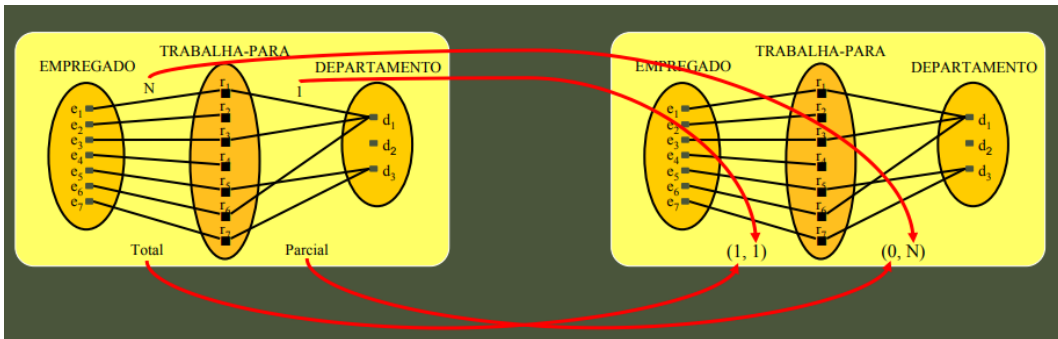 TRABALHA-PARA
EMPREGADO
DEPARTAMENTO
N
1
e1
e2
e3
e4
e5
e6
e7
r1
r2
r3
r4
r5
r6
r7
d1
d2
d3
Total
Parcial
TRABALHA-PARA
EMPREGADO
DEPARTAMENTO
e1
e2
e3
e4
e5
e6
e7
r1
r2
r3
r4
r5
r6
r7
d1
d2
d3
(1, 1)
(0, N)